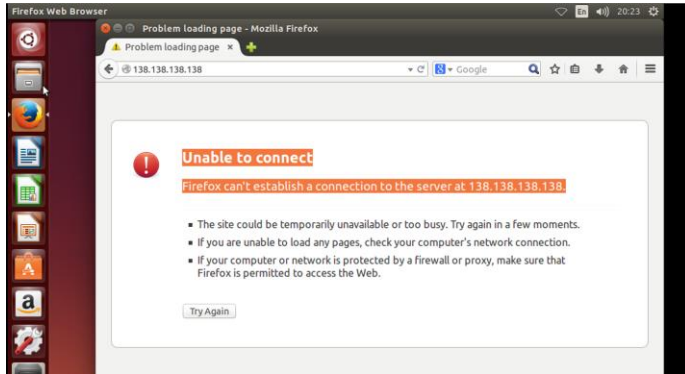 Firefox Web Browser
En
20:23
Problem loading page - Mozilla Firefox
Problem loading page
138.138.138.138
Google
Unable to connect
Firefox can't establish a connection to the server at 138.138.138.138.
The site could be temporarily unavailable or too busy. Try again in a few moments.
If you are unable to load any pages, check your computer's network connection.
If your computer or network is protected by a firewall or proxy, make sure that
Firefox is permitted to access the Web.
Try Again